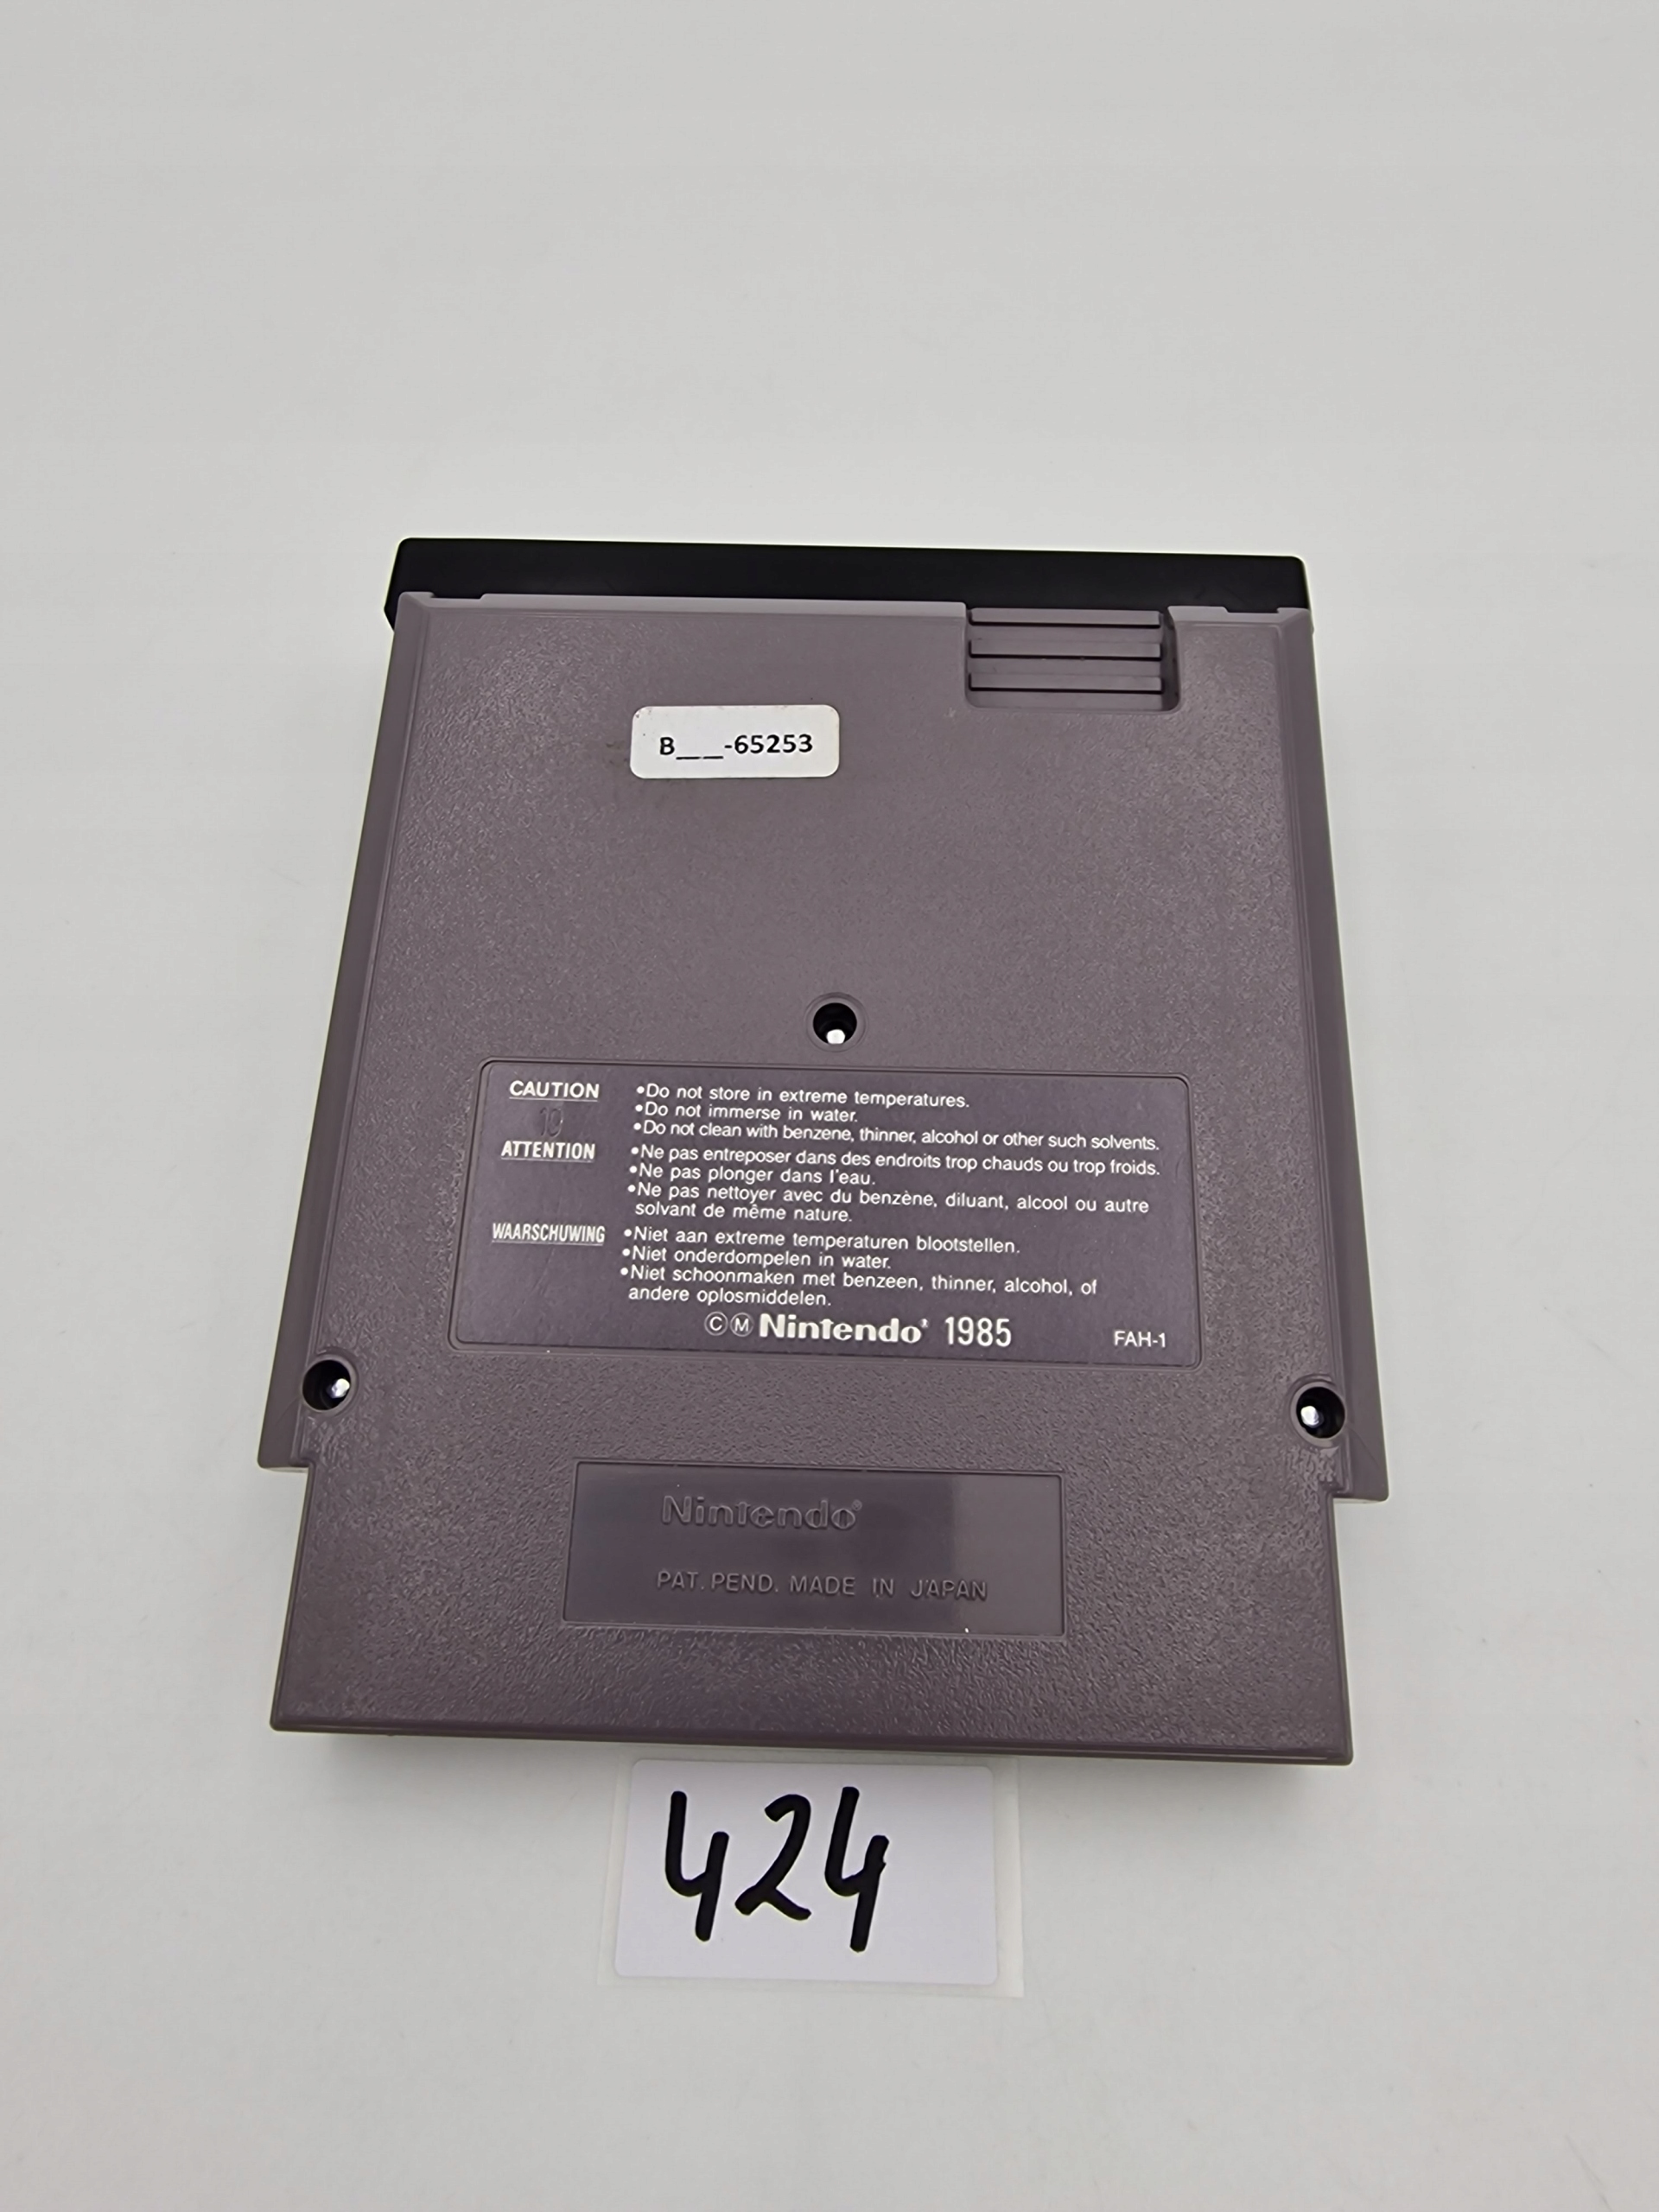 B__ __-65253
CAUTION
•Do not store in extreme temperatures.
•Do not immerse in water.
•Do not clean with benzene, thinner, alcohol or other such solvents.
10
ATTENTION
•Ne pas entreposer dans des endroits trop chauds ou trop froids.
•Ne pas plonger dans l'eau.
•Ne pas nettoyer avec du benzène, diluant, alcool ou autre
solvant de même nature.
WAARSCHUWING
•Niet aan extreme temperaturen blootstellen.
•Niet onderdompelen in water.
•Niet schoonmaken met benzeen, thinner, alcohol, of
andere oplosmiddelen.
ⒸⓂ Nintendo® 1985
FAH-1
Nintendo®
PAT. PEND. MADE IN JAPAN
424